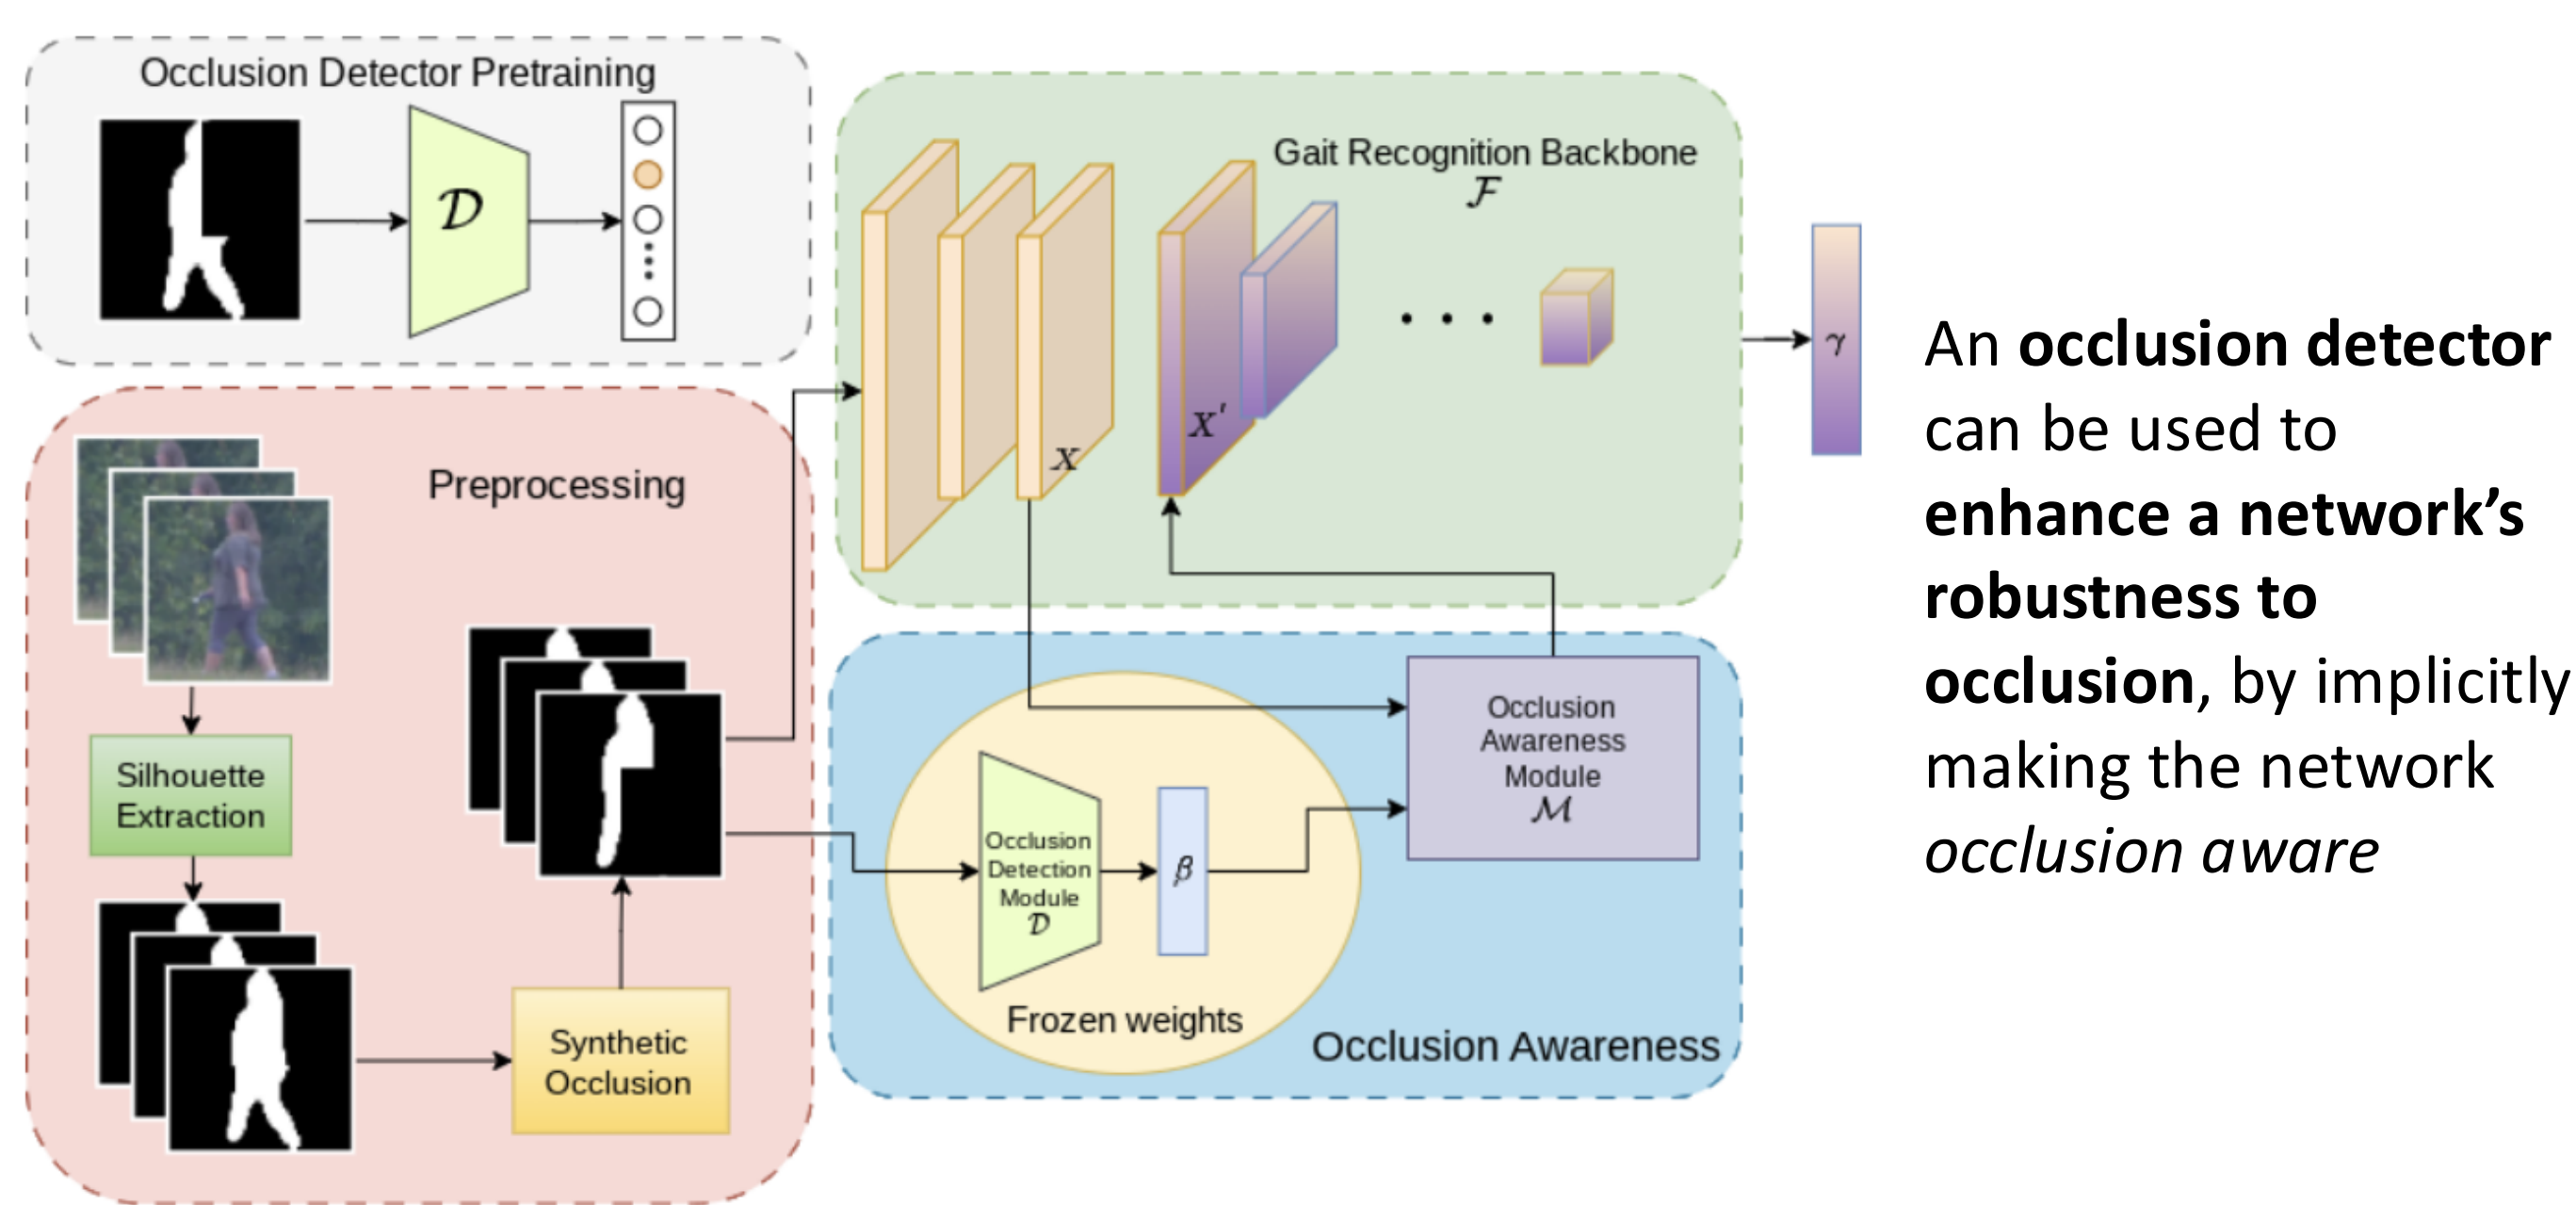 Occlusion Detector Pretraining
𝒟
Preprocessing
Silhouette
Extraction
Synthetic
Occlusion
Gait Recognition Backbone
ℱ
x
x'
γ
Occlusion
Detection
Module
𝒟
β
Frozen weights
Occlusion
Awareness
Module
ℳ
Occlusion Awareness
An occlusion detector
can be used to
enhance a network’s
robustness to
occlusion, by implicitly
making the network
occlusion aware